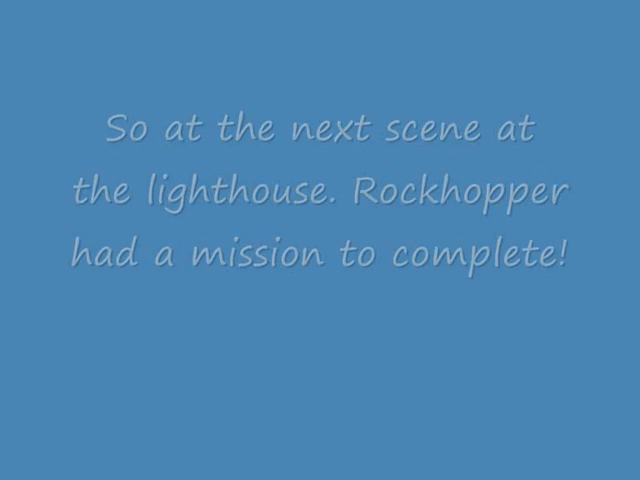 So at the next scene at
the lighthouse. Rockhopper
had a mission to complete!